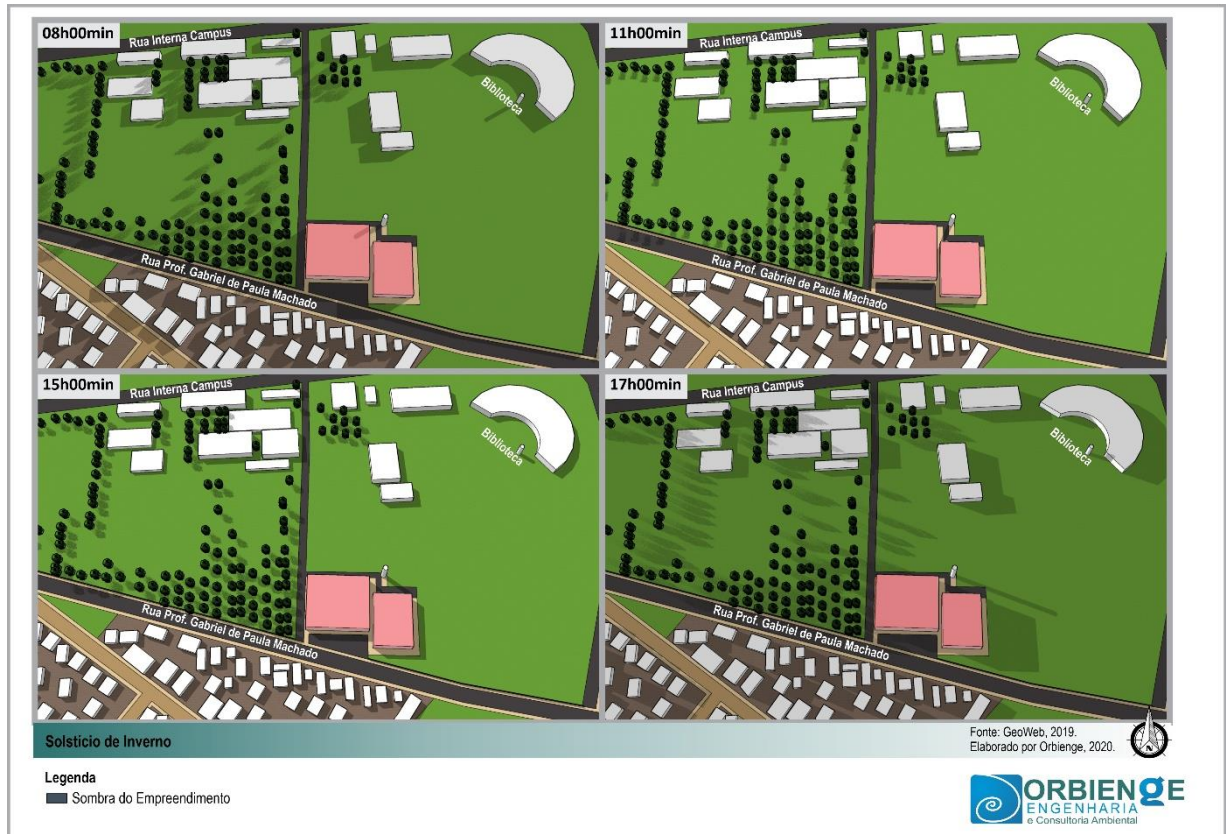 08h00min
Rua Interna Campus
Biblioteca
Rua Prof. Gabriel de Paula Machado
11h00min
Rua Interna Campus
Biblioteca
Rua Prof. Gabriel de Paula Machado
15h00min
Rua Interna Campus
Biblioteca
Rua Prof. Gabriel de Paula Machado
17h00min
Rua Interna Campus
Biblioteca
Rua Prof. Gabriel de Paula Machado
Solsticio de Inverno
Fonte: GeoWeb, 2019.
Elaborado por Orbienge, 2020.
N
Legenda
Sombra do Empreendimento
ORBIENgE
ENGENHARIA
e Consultoria Ambiental